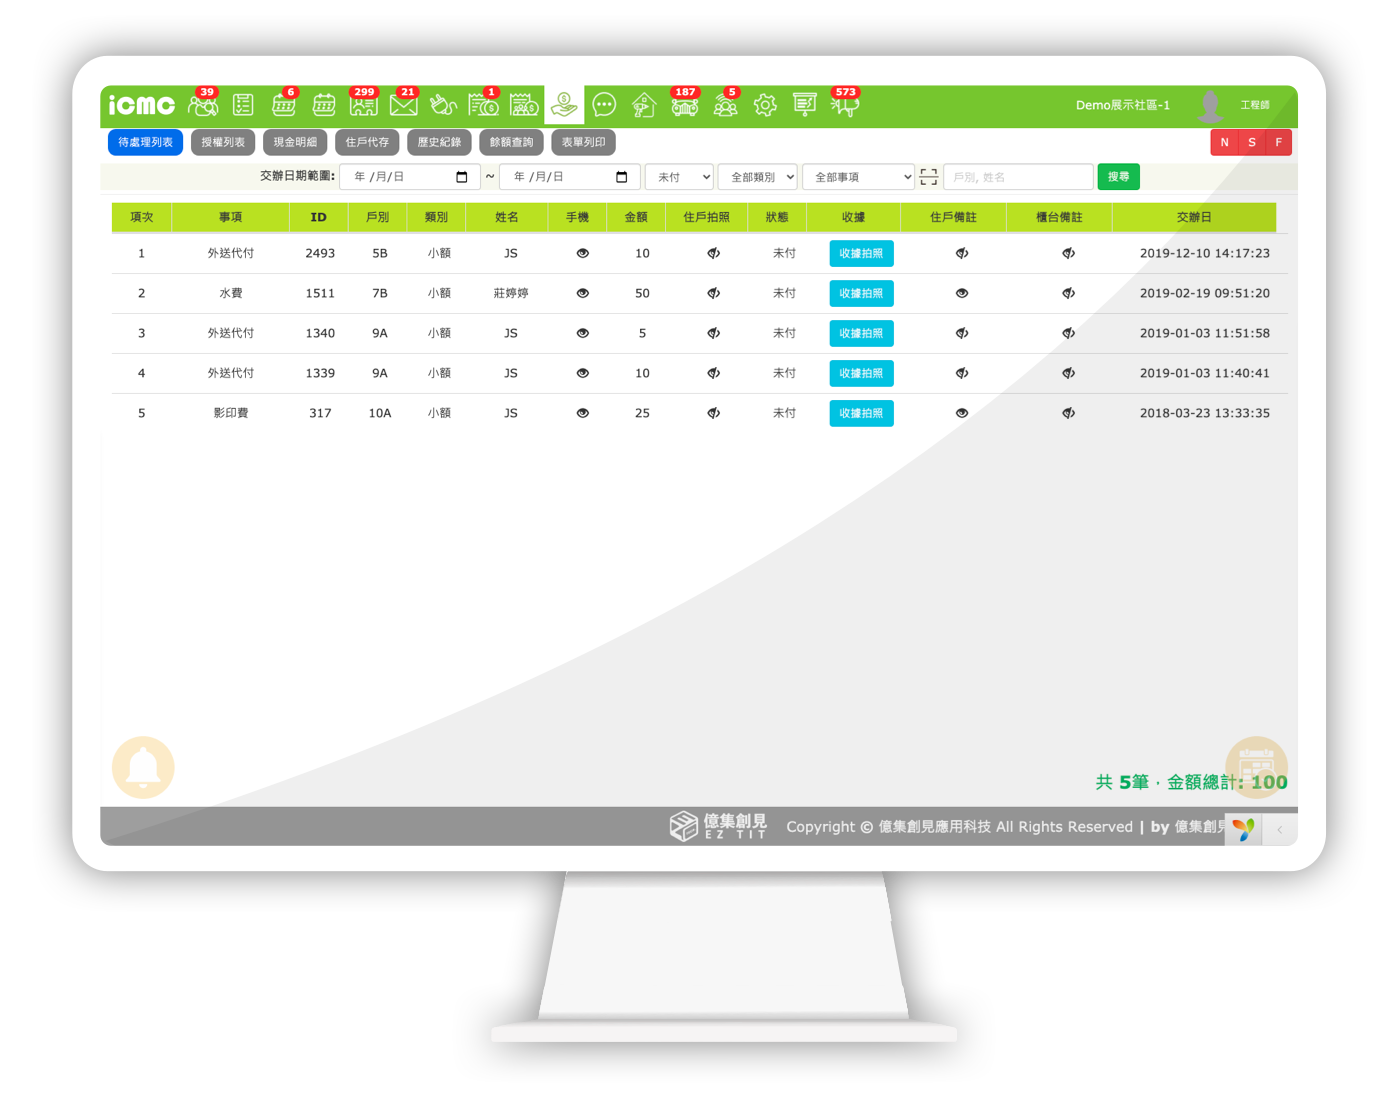 icmc 39 6 299 21 1 187 5 573 Demo展示社區-1 工程師
待處理列表 授權列表 現金明細 住戶代存 歷史紀錄 餘額查詢 表單列印 N S F
交辦日期範圍: 年 /月/日 ~ 年 /月/日 未付 全部類別 全部事項 戶別, 姓名 搜尋
項次 事項 ID 戶別 類別 姓名 手機 金額 住戶拍照 狀態 收據 住戶備註 櫃台備註 交辦日
1 外送代付 2493 5B 小額 JS 10 未付 收據拍照 2019-12-10 14:17:23
2 水費 1511 7B 小額 莊婷婷 50 未付 收據拍照 2019-02-19 09:51:20
3 外送代付 1340 9A 小額 JS 5 未付 收據拍照 2019-01-03 11:51:58
4 外送代付 1339 9A 小額 JS 10 未付 收據拍照 2019-01-03 11:40:41
5 影印費 317 10A 小額 JS 25 未付 收據拍照 2018-03-23 13:33:35
共 5筆 · 金額總計: 100
億集創見 EZ TIT Copyright © 億集創見應用科技 All Rights Reserved | by 億集創見